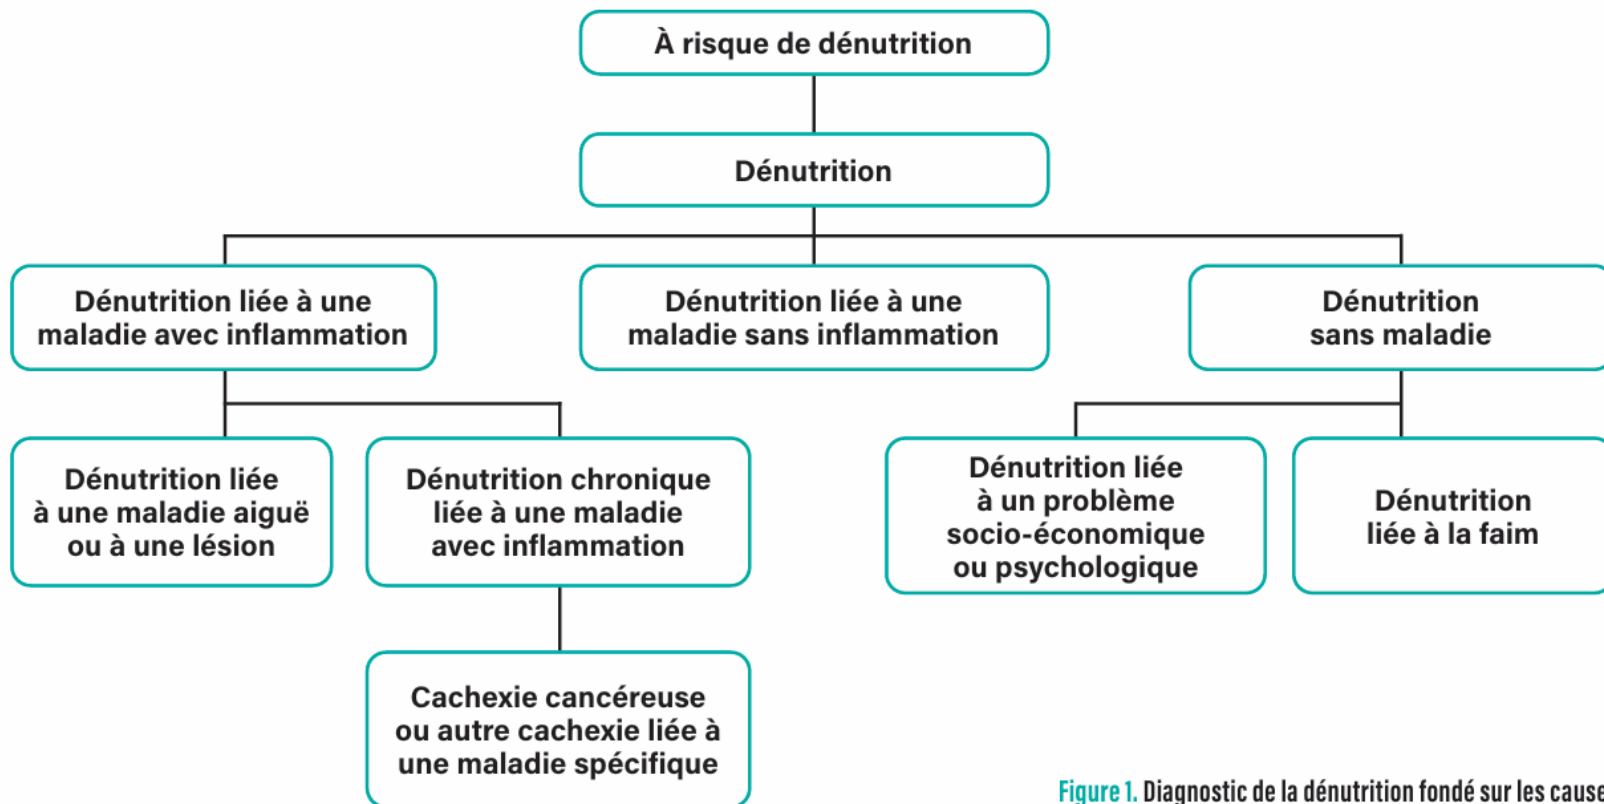 À risque de dénutrition
Dénutrition
Dénutrition liée à une
maladie avec inflammation
Dénutrition liée à une
maladie sans inflammation
Dénutrition
sans maladie
Dénutrition liée
à une maladie aiguë
ou à une lésion
Dénutrition chronique
liée à une maladie
avec inflammation
Dénutrition liée
à un problème
socio-économique
ou psychologique
Dénutrition
liée à la faim
Cachexie cancéreuse
ou autre cachexie liée à
une maladie spécifique
Figure 1. Diagnostic de la dénutrition fondé sur les cause